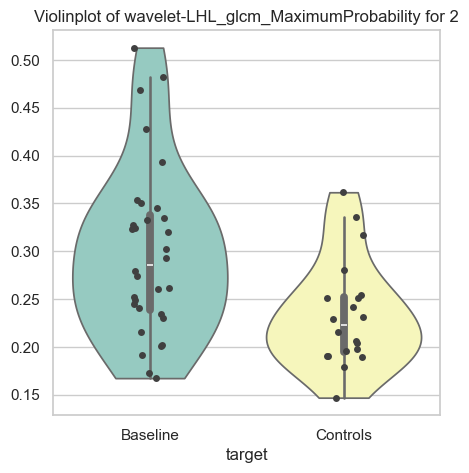 Violinplot of wavelet-LHL_glcm_MaximumProbability for 2
0.50
0.45
0.40
0.35
0.30
0.25
0.20
0.15
Baseline
Controls
target